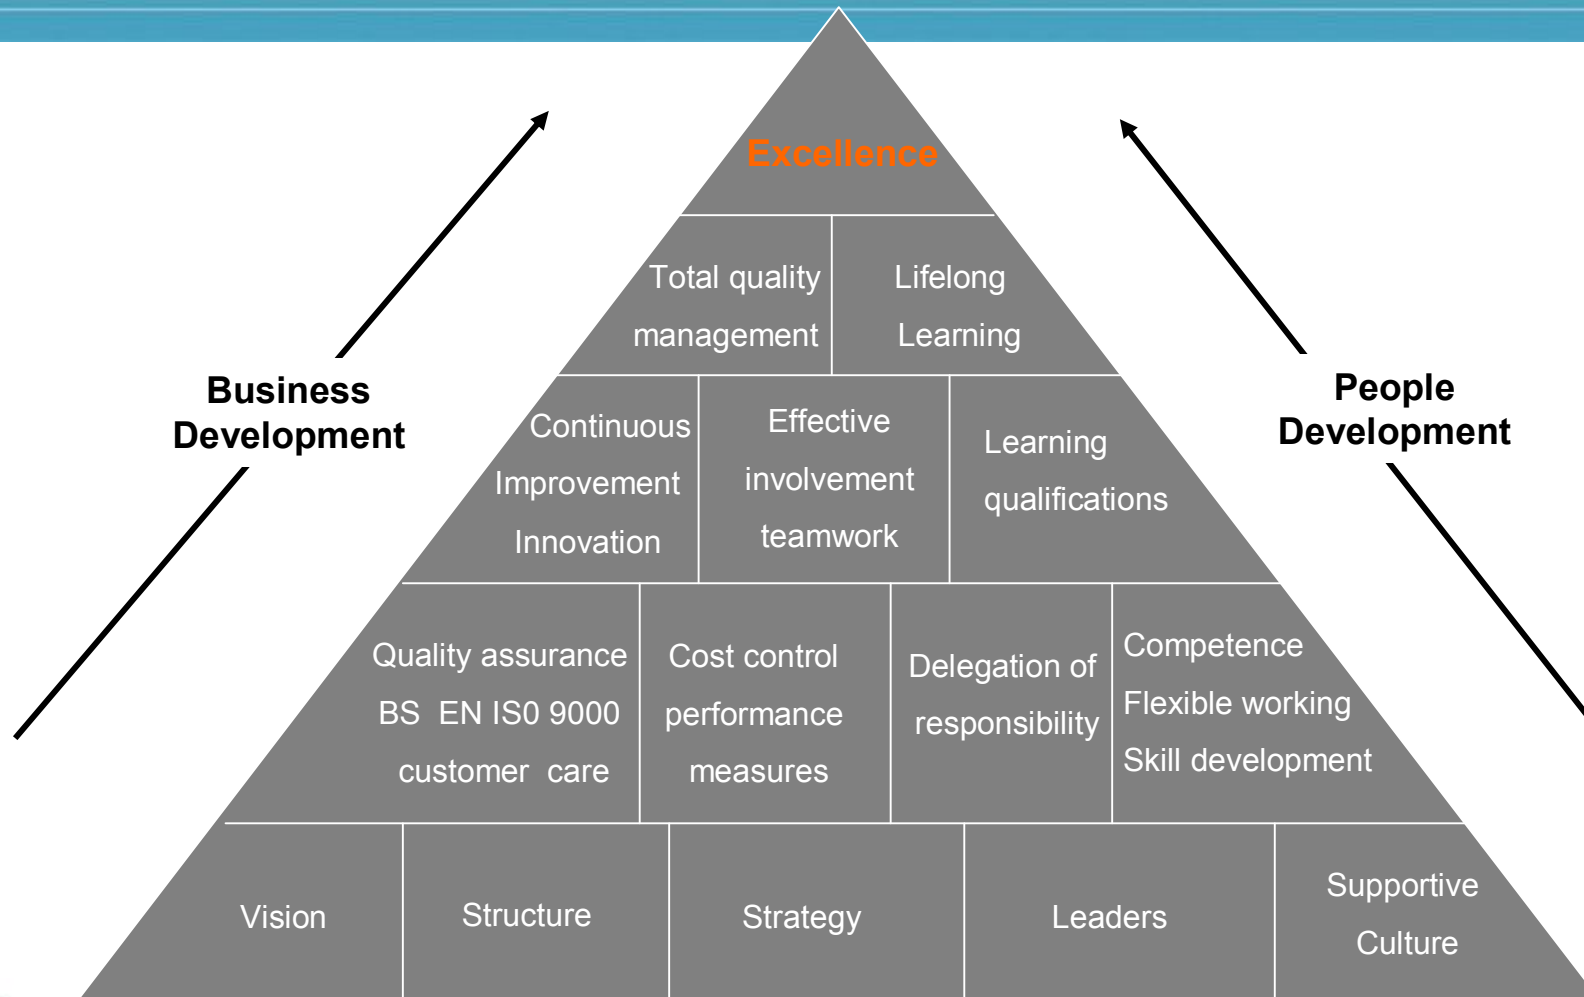 Excellence
Total quality
management
Lifelong
Learning
Business
Development
People
Development
Continuous
Improvement
Innovation
Effective
involvement
teamwork
Learning
qualifications
Quality assurance
BS EN IS0 9000
customer care
Cost control
performance
measures
Delegation of
responsibility
Competence
Flexible working
Skill development
Vision
Structure
Strategy
Leaders
Supportive
Culture